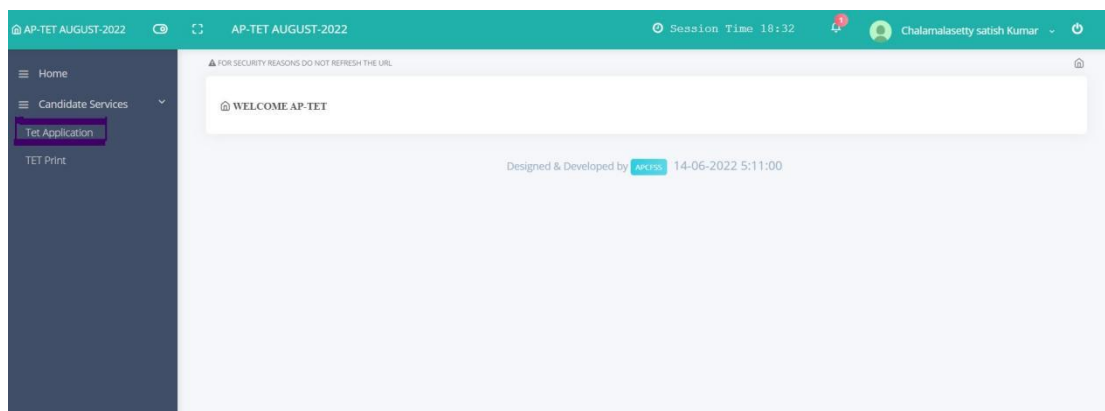 AP-TET AUGUST-2022
AP-TET AUGUST-2022
Session Time 18:32
1
Chalamalasetty satish Kumar
Home
Candidate Services
Tet Application
TET Print
FOR SECURITY REASONS DO NOT REFRESH THE URL
WELCOME AP-TET
Designed & Developed by APCFSS 14-06-2022 5:11:00